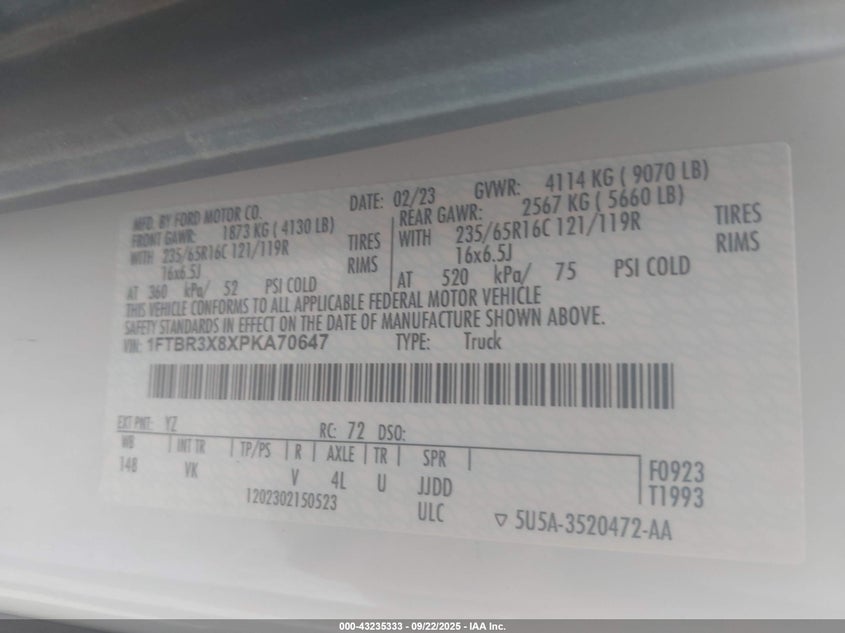 MFD. BY FORD MOTOR CO.
DATE: 02/23 GVWR: 4114 KG ( 9070 LB)
FRONT GAWR: 1873 KG ( 4130 LB)
REAR GAWR: 2567 KG ( 5660 LB)
WITH 235/65R16C 121/119R TIRES
WITH 235/65R16C 121/119R TIRES
16x6.5J RIMS
16x6.5J RIMS
AT 360 kPa/ 52 PSI COLD
AT 520 kPa/ 75 PSI COLD
THIS VEHICLE CONFORMS TO ALL APPLICABLE FEDERAL MOTOR VEHICLE
SAFETY STANDARDS IN EFFECT ON THE DATE OF MANUFACTURE SHOWN ABOVE.
VIN: 1FTBR3X8XPKA70647 TYPE: Truck
EXT PNT: YZ RC: 72 DSO:
WB INT TR TP/PS R AXLE TR SPR
148 VK V 4L U JJDD
F0923
T1993
1202302150523 ULC ▽ 5U5A-3520472-AA
000-43235333 - 09/22/2025 - IAA Inc.